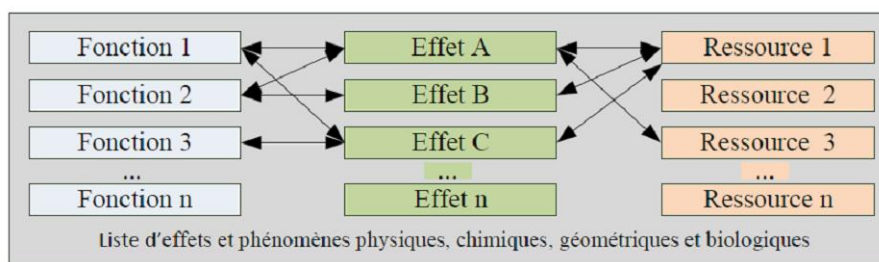 Fonction 1 Effet A Ressource 1
Fonction 2 Effet B Ressource 2
Fonction 3 Effet C Ressource 3
... ... ...
Fonction n Effet n Ressource n
Liste d'effets et phénomènes physiques, chimiques, géométriques et biologiques